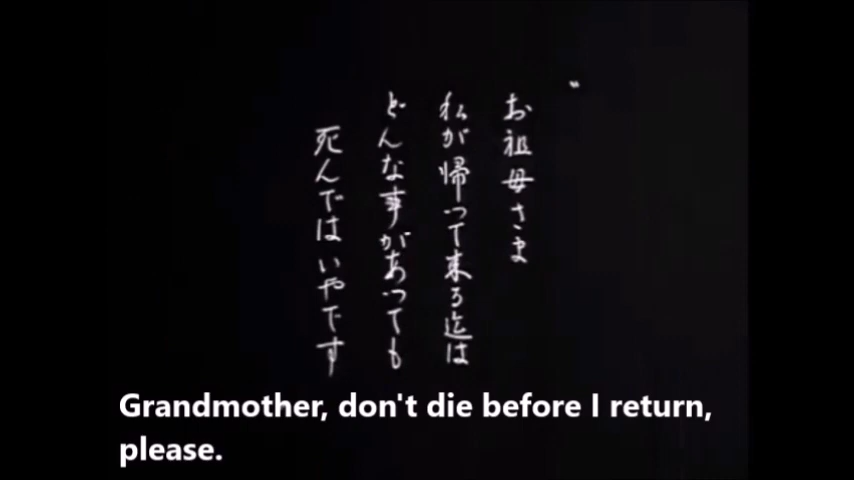 〝
お祖母さま
私が帰って来る迄は
どんな事があっても
死んではいやです
Grandmother, don't die before I return,
please.